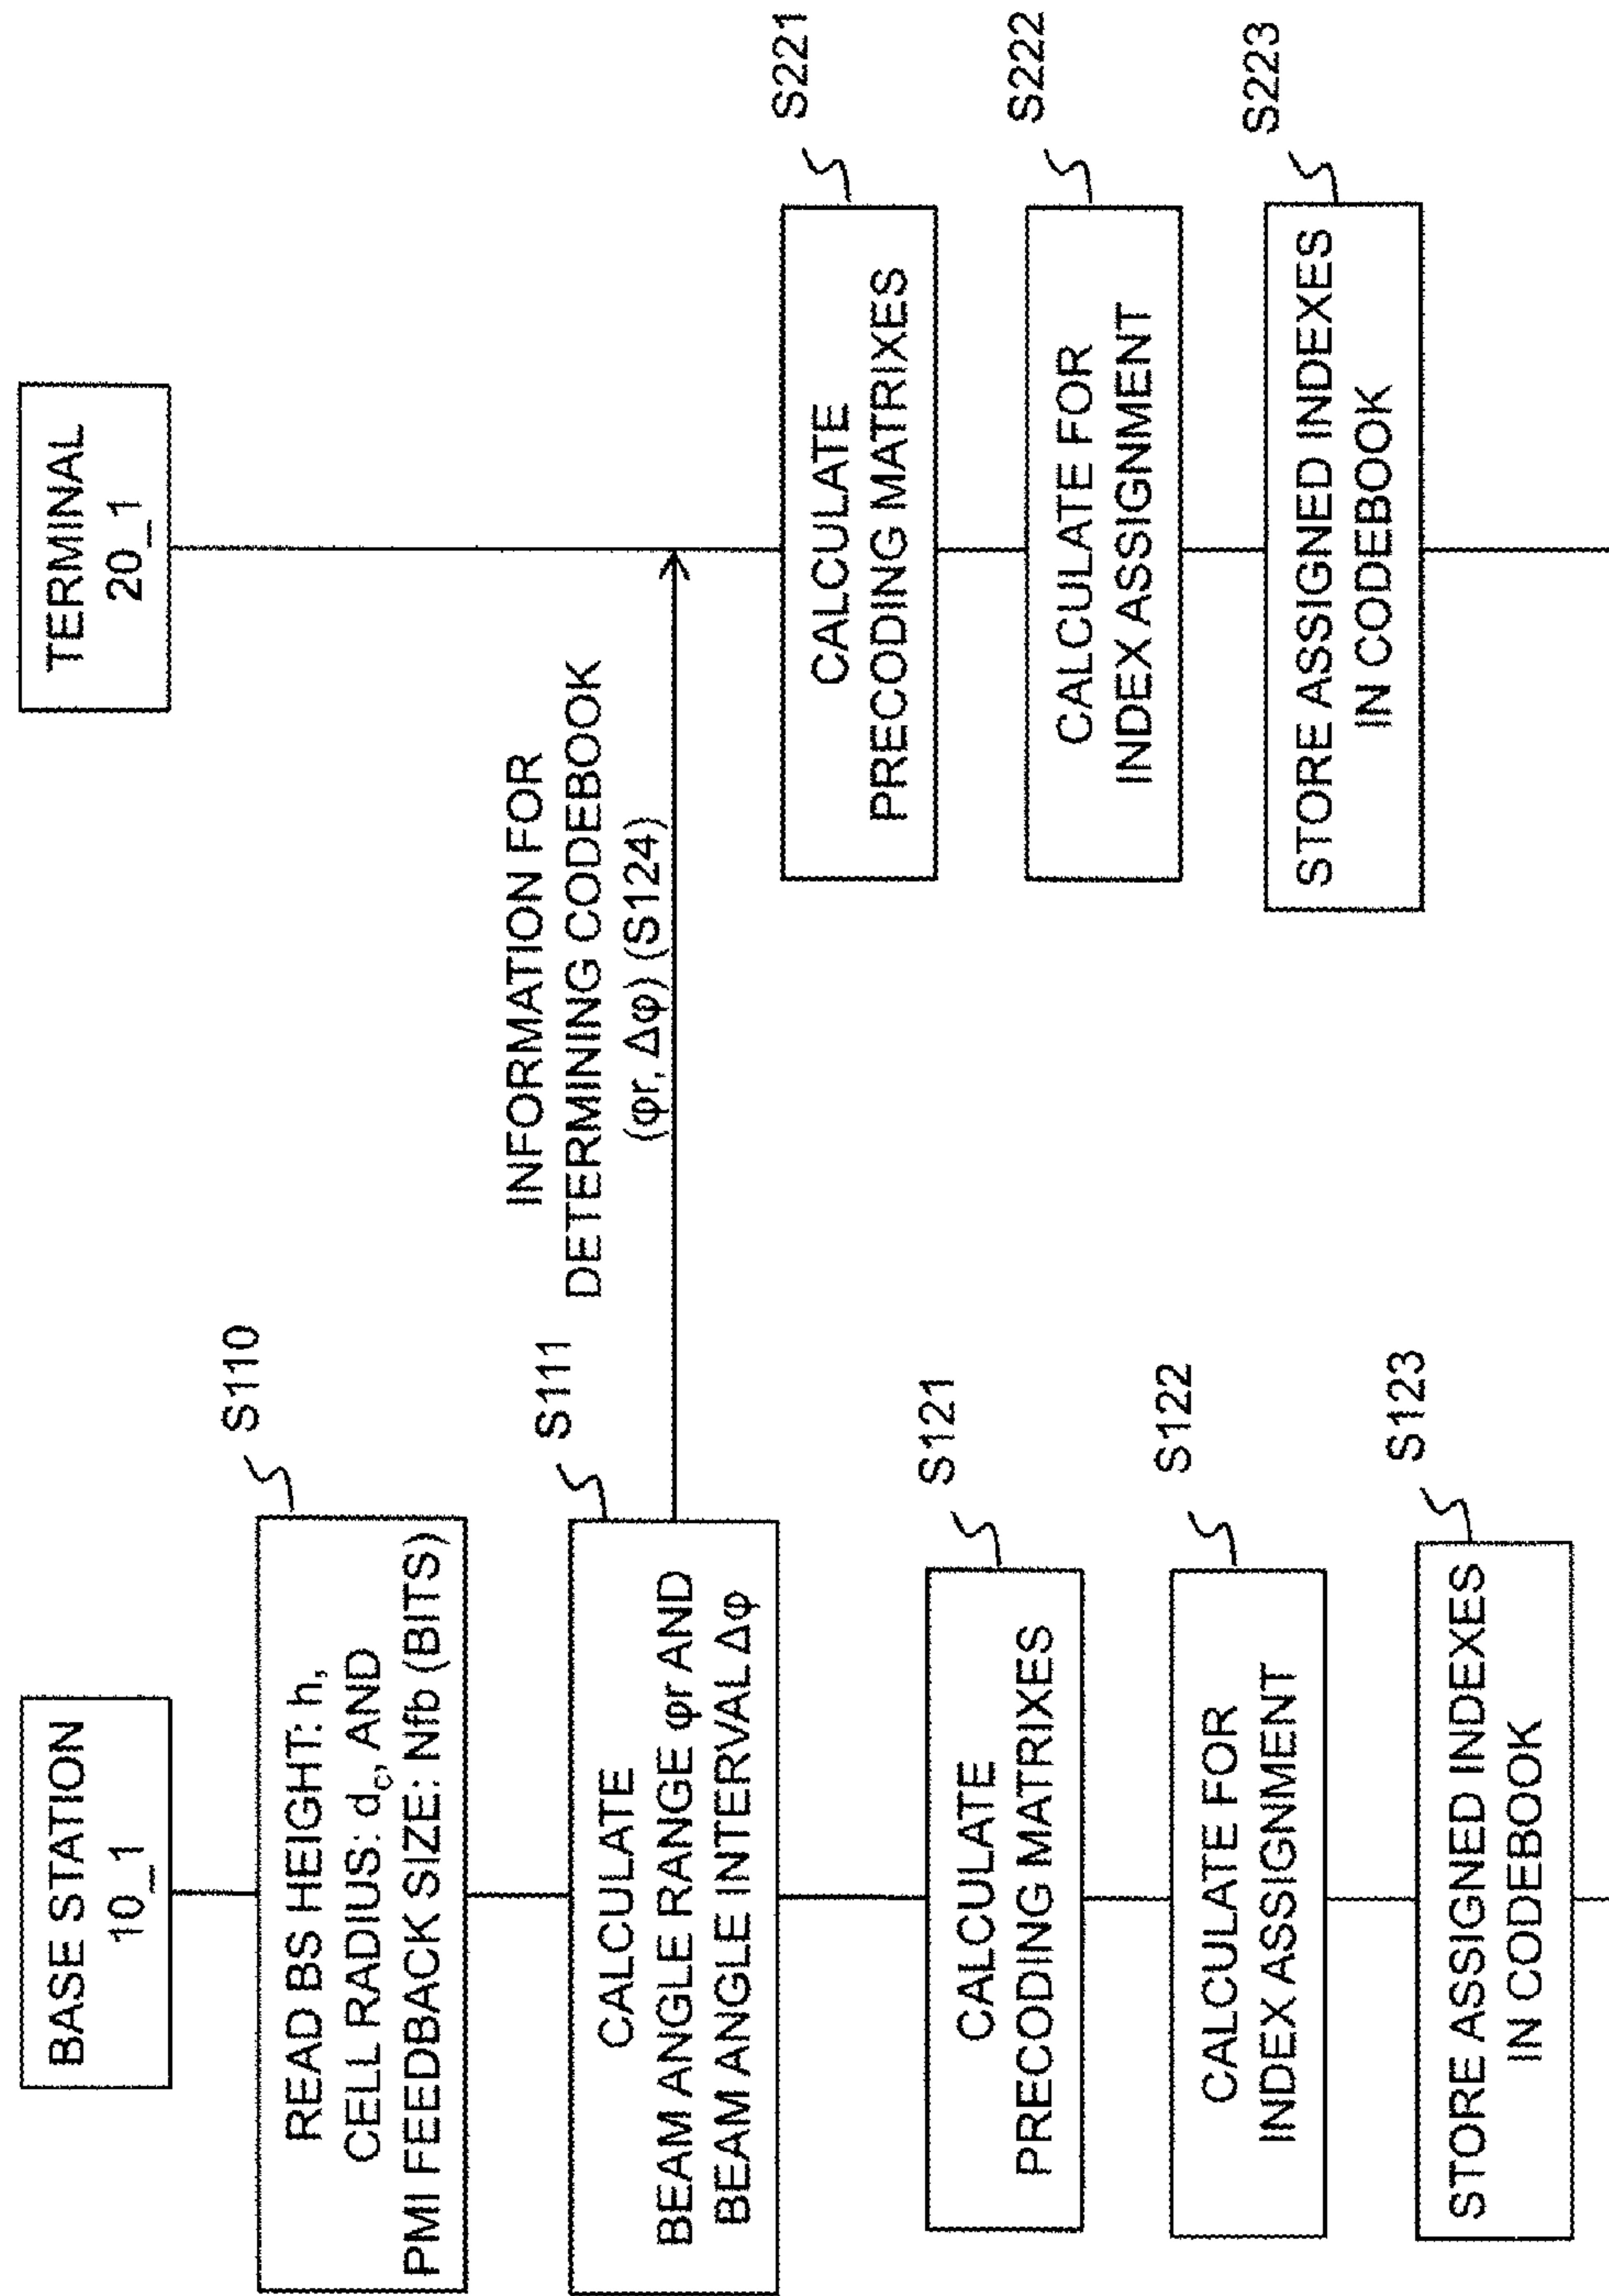 BASE STATION
10_1
READ BS HEIGHT: h,
CELL RADIUS: dc, AND
PMI FEEDBACK SIZE: Nfb (BITS)
S110
CALCULATE
BEAM ANGLE RANGE φr AND
BEAM ANGLE INTERVAL Δφ
S111
CALCULATE
PRECODING MATRIXES
S121
CALCULATE FOR
INDEX ASSIGNMENT
S122
STORE ASSIGNED INDEXES
IN CODEBOOK
S123
INFORMATION FOR
DETERMINING CODEBOOK
(φr, Δφ) (S124)
TERMINAL
20_1
CALCULATE
PRECODING MATRIXES
S221
CALCULATE FOR
INDEX ASSIGNMENT
S222
STORE ASSIGNED INDEXES
IN CODEBOOK
S223